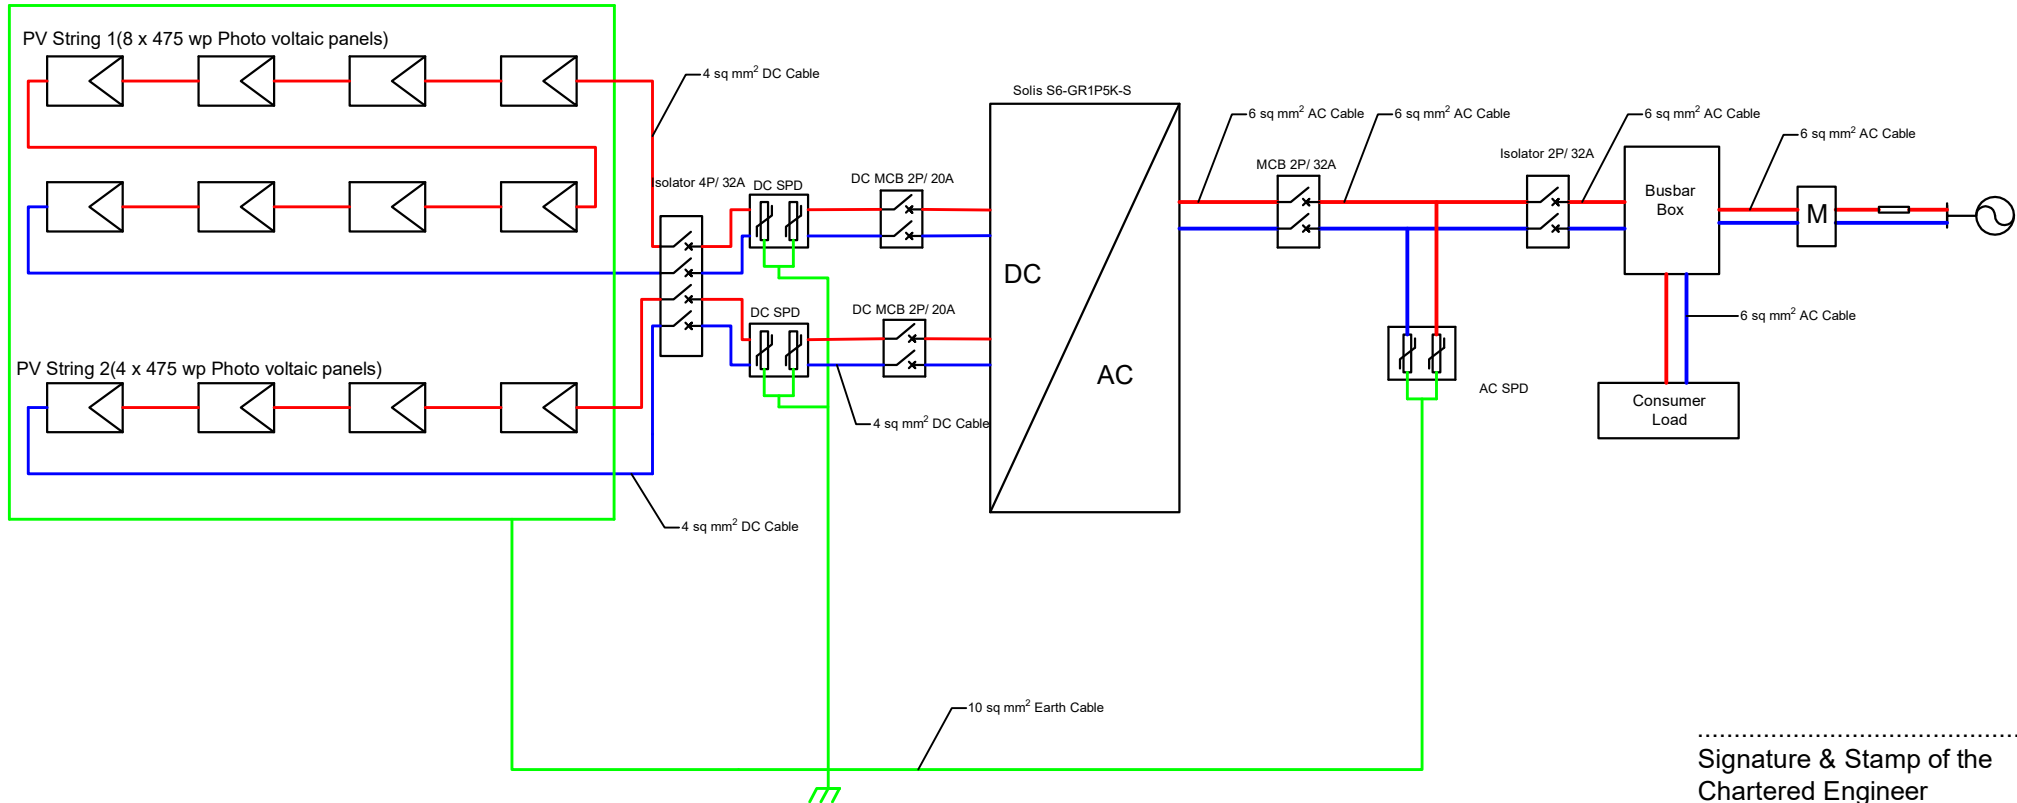 PV String 1(8 x 475 wp Photo voltaic panels)
4 sq mm² DC Cable
Solis S6-GR1P5K-S
6 sq mm² AC Cable
6 sq mm² AC Cable
6 sq mm² AC Cable
6 sq mm² AC Cable
Isolator 4P/ 32A
DC SPD
DC MCB 2P/ 20A
MCB 2P/ 32A
Isolator 2P/ 32A
Busbar
Box
M
DC
DC SPD
DC MCB 2P/ 20A
6 sq mm² AC Cable
PV String 2(4 x 475 wp Photo voltaic panels)
AC
AC SPD
Consumer
Load
4 sq mm² DC Cable
4 sq mm² DC Cable
10 sq mm² Earth Cable
Signature & Stamp of the
Chartered Engineer